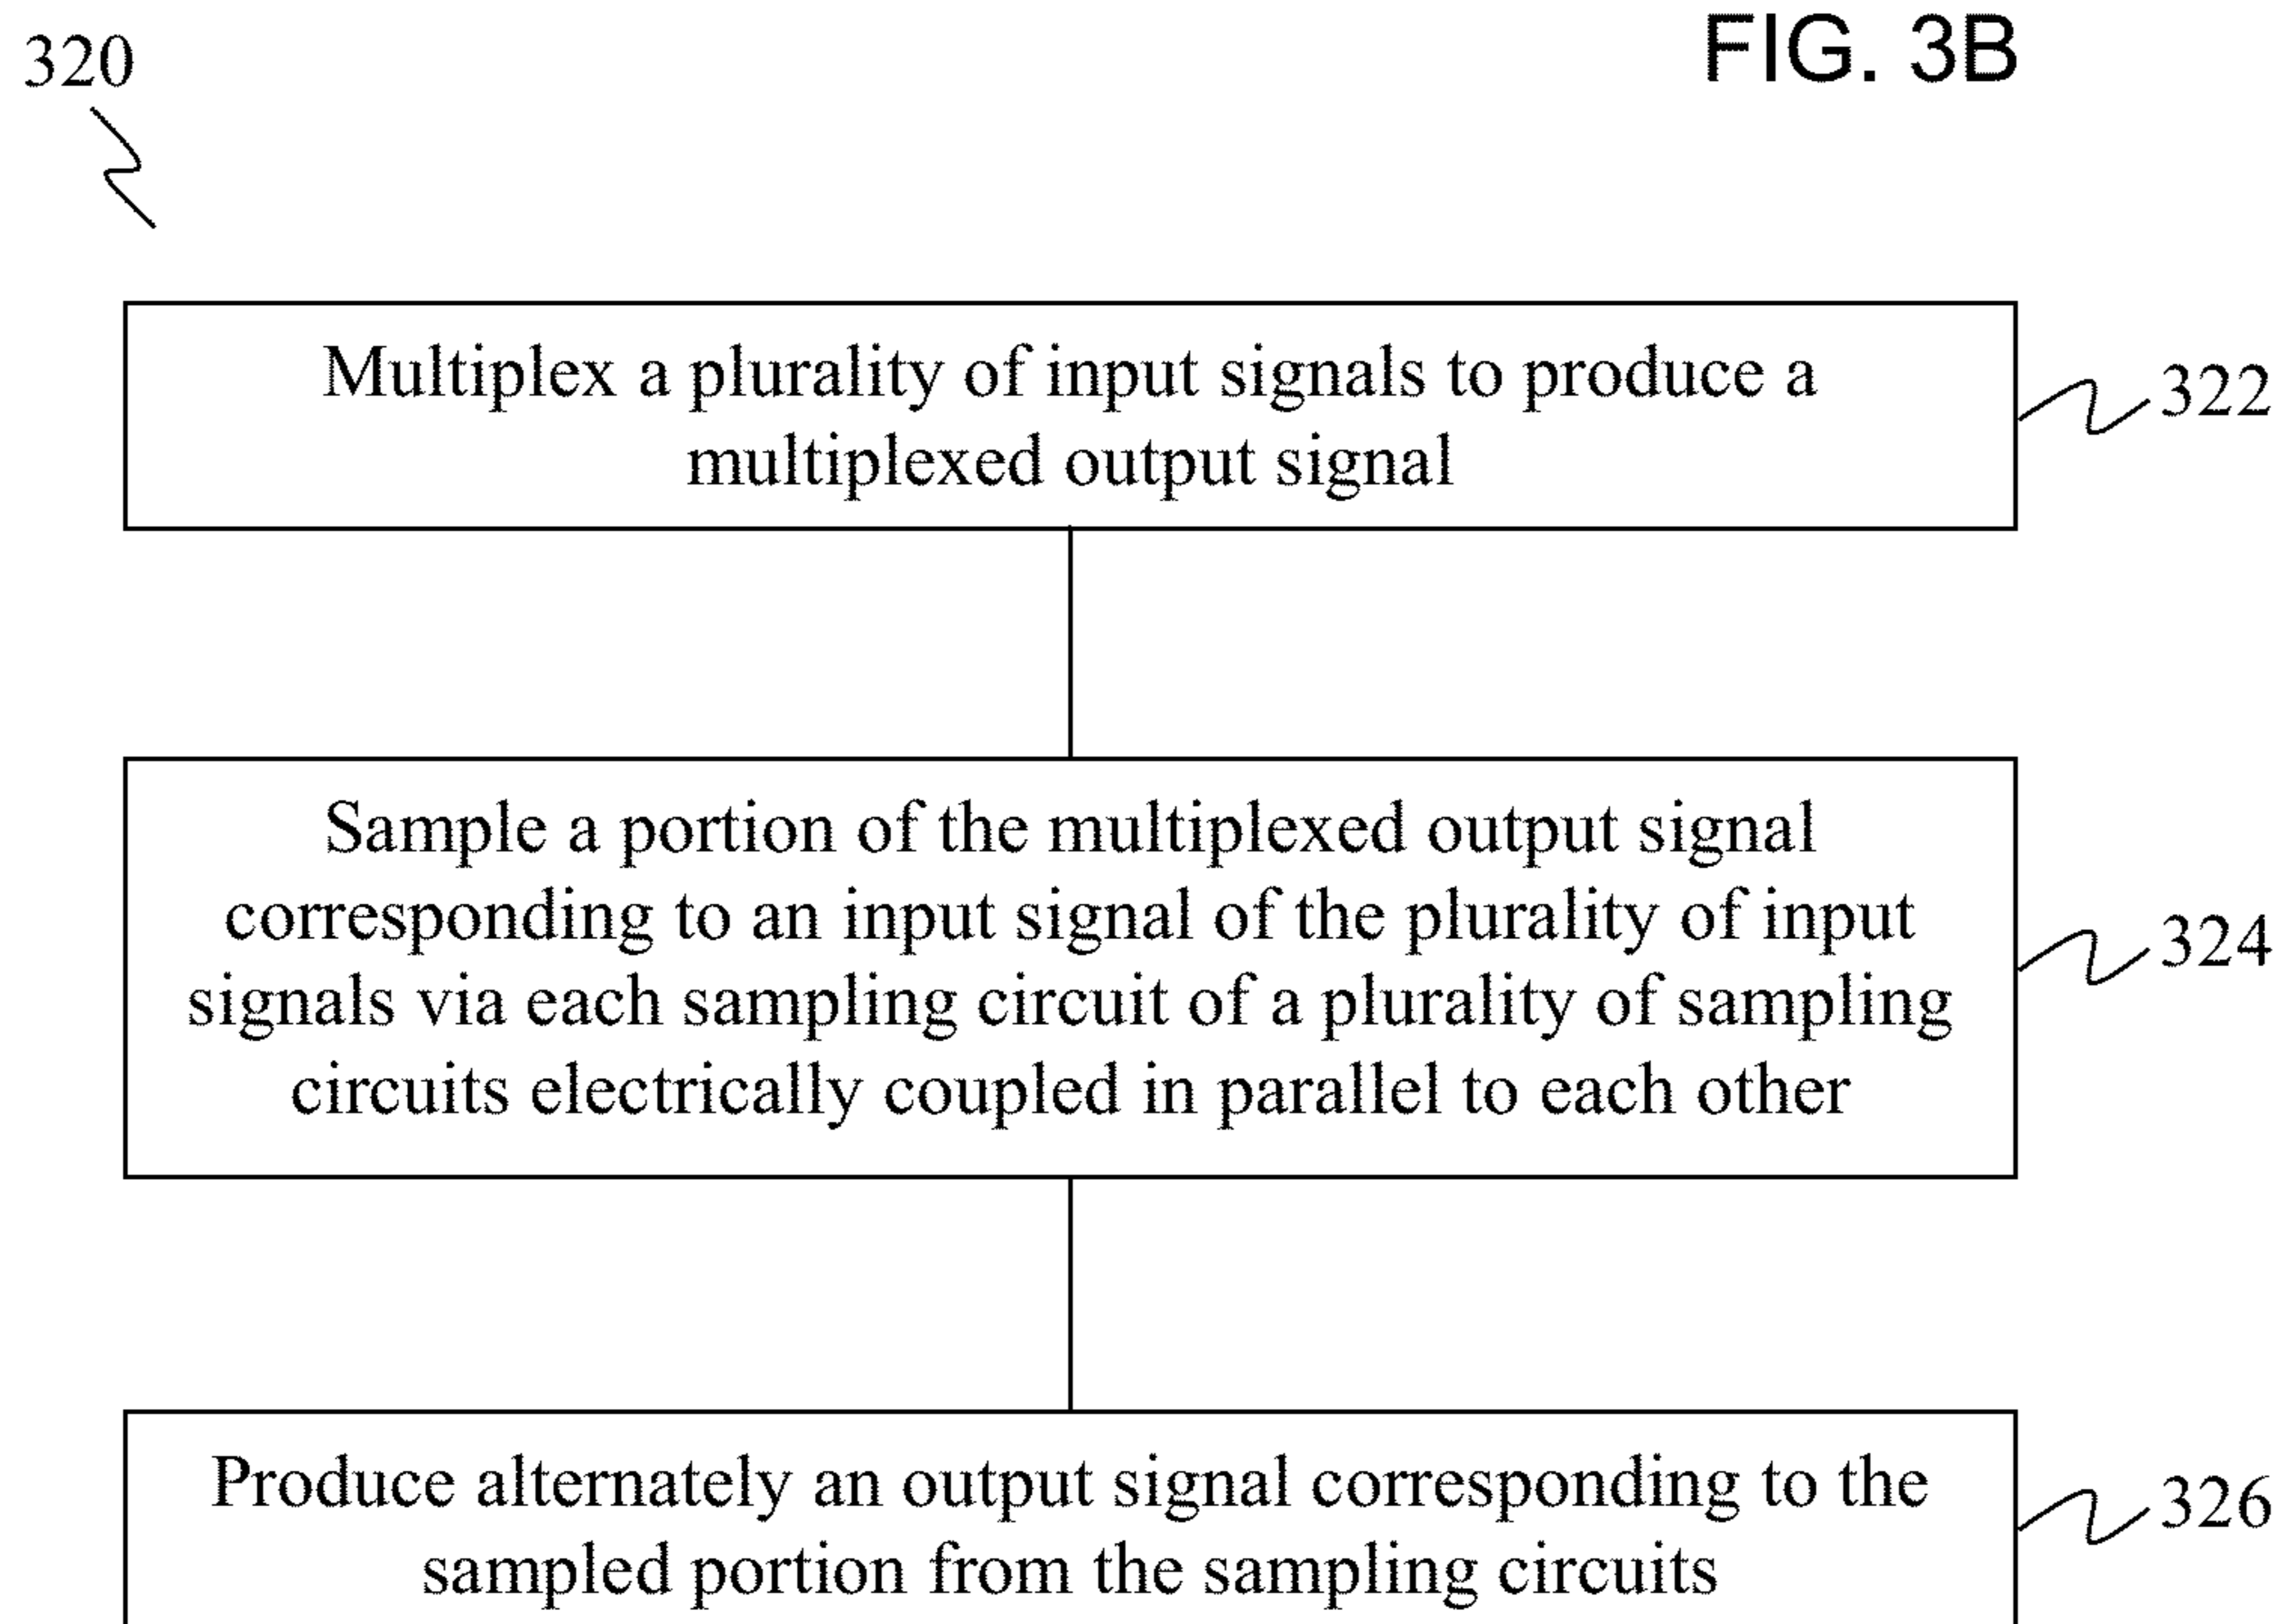 FIG. 3B
320
Multiplex a plurality of input signals to produce a
multiplexed output signal
322
Sample a portion of the multiplexed output signal
corresponding to an input signal of the plurality of input
signals via each sampling circuit of a plurality of sampling
circuits electrically coupled in parallel to each other
324
Produce alternately an output signal corresponding to the
sampled portion from the sampling circuits
326